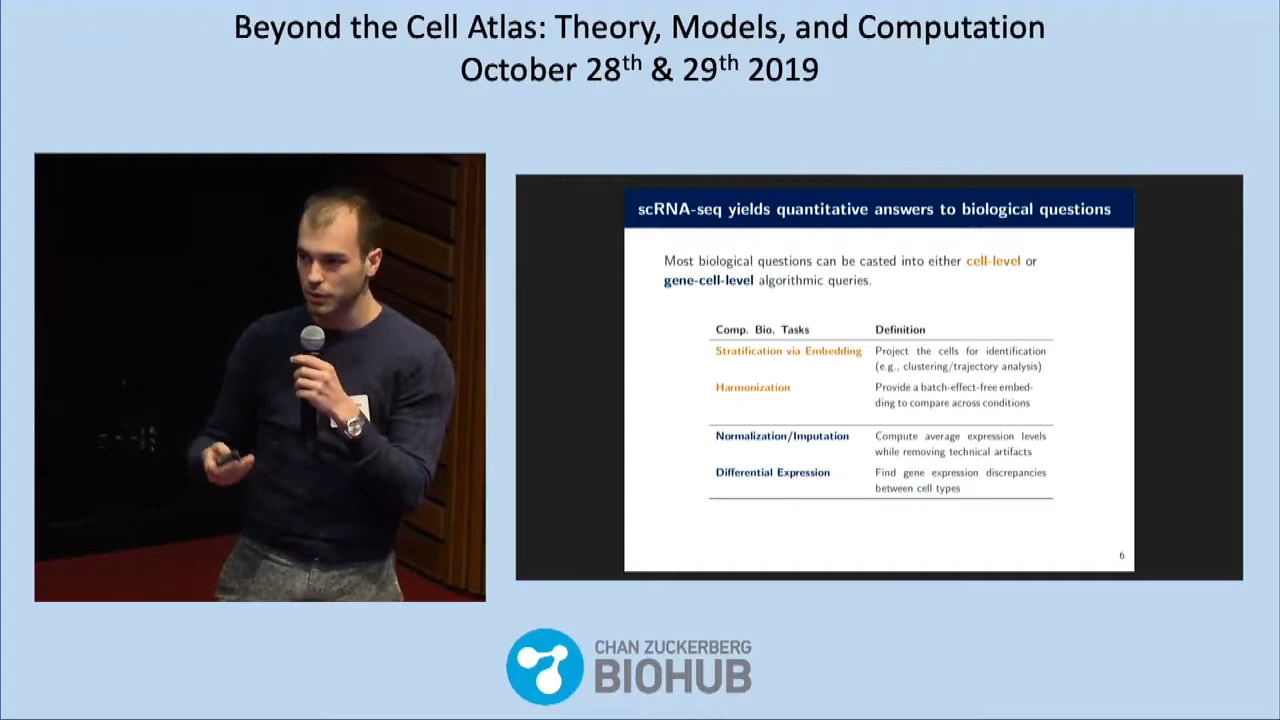 Beyond the Cell Atlas: Theory, Models, and Computation
October 28th & 29th 2019
scRNA-seq yields quantitative answers to biological questions
Most biological questions can be casted into either cell-level or
gene-cell-level algorithmic queries.
Comp. Bio. Tasks Definition
Stratification via Embedding Project the cells for identification
(e.g., clustering/trajectory analysis)
Harmonization Provide a batch-effect-free embed-
ding to compare across conditions
Normalization/Imputation Compute average expression levels
while removing technical artifacts
Differential Expression Find gene expression discrepancies
between cell types
6
CHAN ZUCKERBERG
BIOHUB